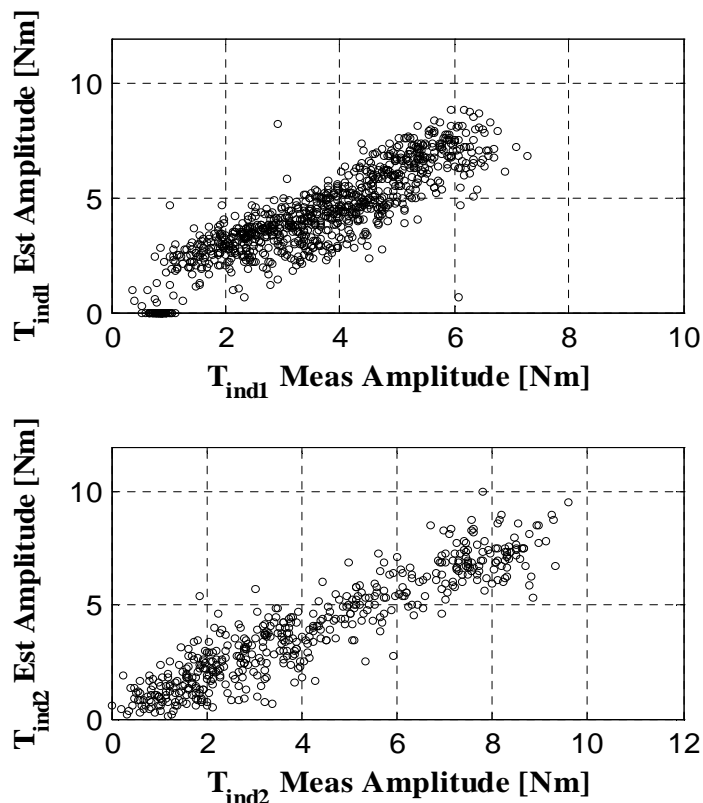 T_ind1 Est Amplitude [Nm]
10
5
0
0 2 4 6 8 10
T_ind1 Meas Amplitude [Nm]
T_ind2 Est Amplitude [Nm]
10
5
0
0 2 4 6 8 10 12
T_ind2 Meas Amplitude [Nm]